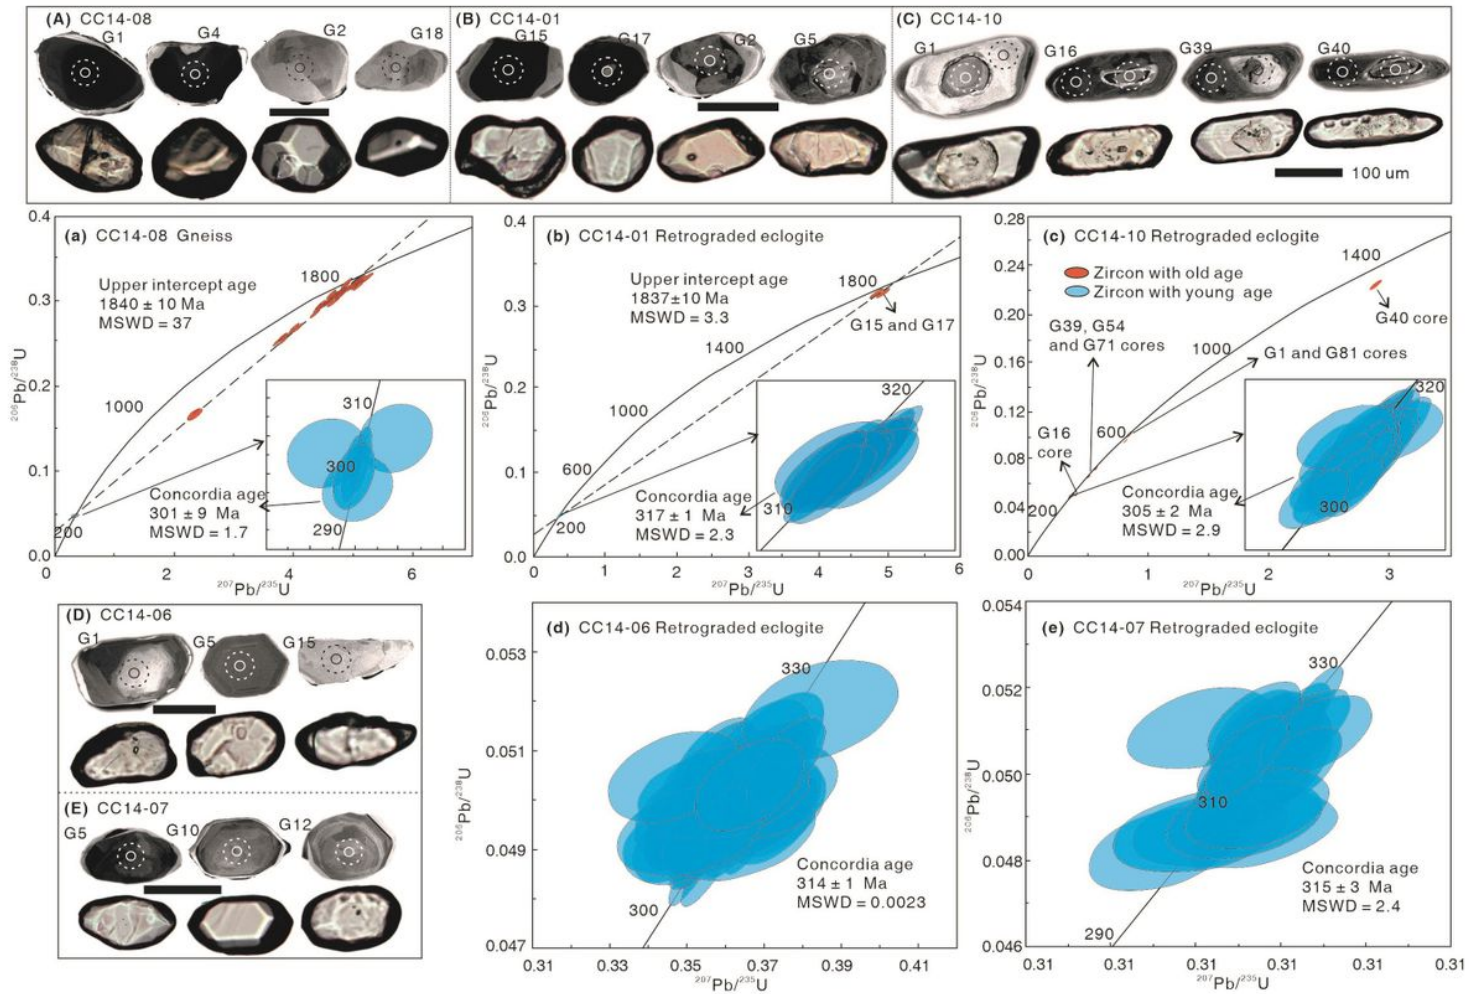 (A) CC14-08
G1
G4
G2
G18
(B) CC14-01
G15
G17
G2
G5
(C) CC14-10
G1
G16
G39
G40
100 um
(a) CC14-08 Gneiss
Upper intercept age
1840 ± 10 Ma
MSWD = 37
1800
1000
200
310
300
290
Concordia age
301 ± 9 Ma
MSWD = 1.7
0.4
0.3
0.2
0.1
0.0
0
2
4
6
206Pb/238U
207Pb/235U
(b) CC14-01 Retrograded eclogite
Upper intercept age
1837±10 Ma
MSWD = 3.3
1800
G15 and G17
1400
1000
600
200
320
310
Concordia age
317 ± 1 Ma
MSWD = 2.3
0.4
0.3
0.2
0.1
0.0
0
1
2
3
4
5
6
206Pb/238U
207Pb/235U
(c) CC14-10 Retrograded eclogite
Zircon with old age
Zircon with young age
1400
G40 core
G39, G54
and G71 cores
1000
G1 and G81 cores
600
G16
core
200
320
300
Concordia age
305 ± 2 Ma
MSWD = 2.9
0.28
0.24
0.20
0.16
0.12
0.08
0.04
0.00
0
1
2
3
206Pb/238U
207Pb/235U
(D) CC14-06
G1
G5
G15
(E) CC14-07
G5
G10
G12
(d) CC14-06 Retrograded eclogite
330
300
Concordia age
314 ± 1 Ma
MSWD = 0.0023
0.053
0.051
0.049
0.047
0.31
0.33
0.35
0.37
0.39
0.41
206Pb/238U
207Pb/235U
(e) CC14-07 Retrograded eclogite
330
310
290
Concordia age
315 ± 3 Ma
MSWD = 2.4
0.054
0.052
0.050
0.048
0.046
0.31
0.31
0.31
0.31
0.31
0.31
206Pb/238U
207Pb/235U